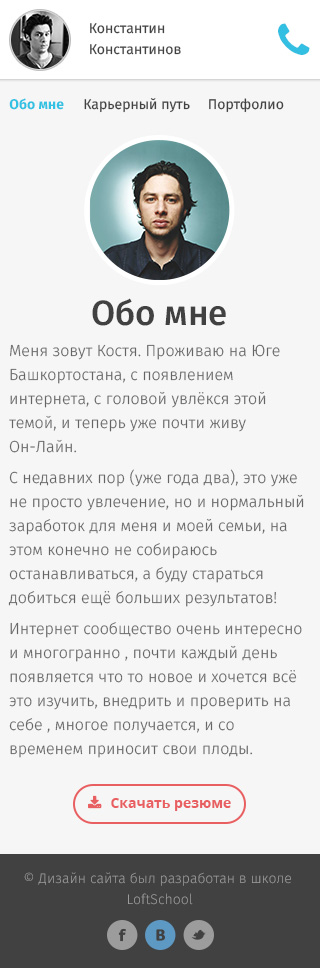 Константин
Константинов
Обо мне Карьерный путь Портфолио
Обо мне
Меня зовут Костя. Проживаю на Юге
Башкортостана, с появлением
интернета, с головой увлёкся этой
темой, и теперь уже почти живу
Он-Лайн.
С недавних пор (уже года два), это уже
не просто увлечение, но и нормальный
заработок для меня и моей семьи, на
этом конечно не собираюсь
останавливаться, а буду стараться
добиться ещё больших результатов!
Интернет сообщество очень интересно
и многогранно , почти каждый день
появляется что то новое и хочется всё
это изучить, внедрить и проверить на
себе , многое получается, и со
временем приносит свои плоды.
Скачать резюме
© Дизайн сайта был разработан в школе
LoftSchool
f B